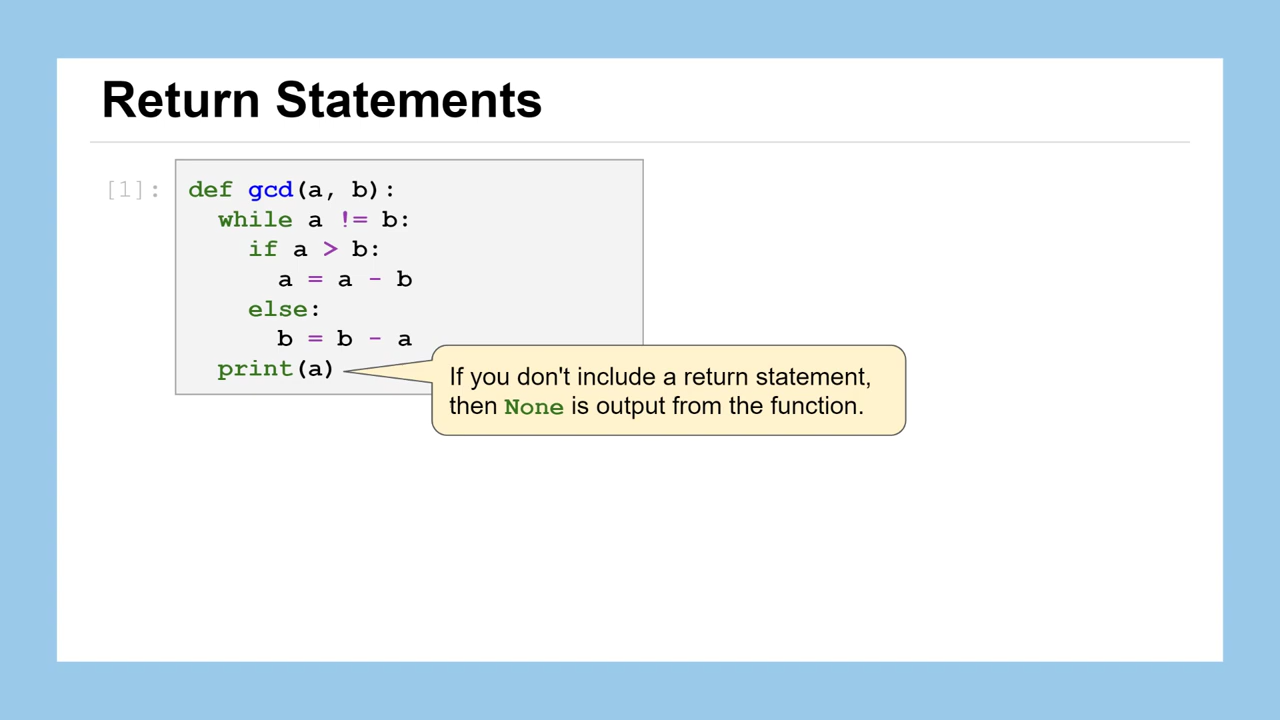 Return Statements
[1]:
def gcd(a, b):
  while a != b:
    if a > b:
      a = a - b
    else:
      b = b - a
  print(a)
If you don't include a return statement,
then None is output from the function.